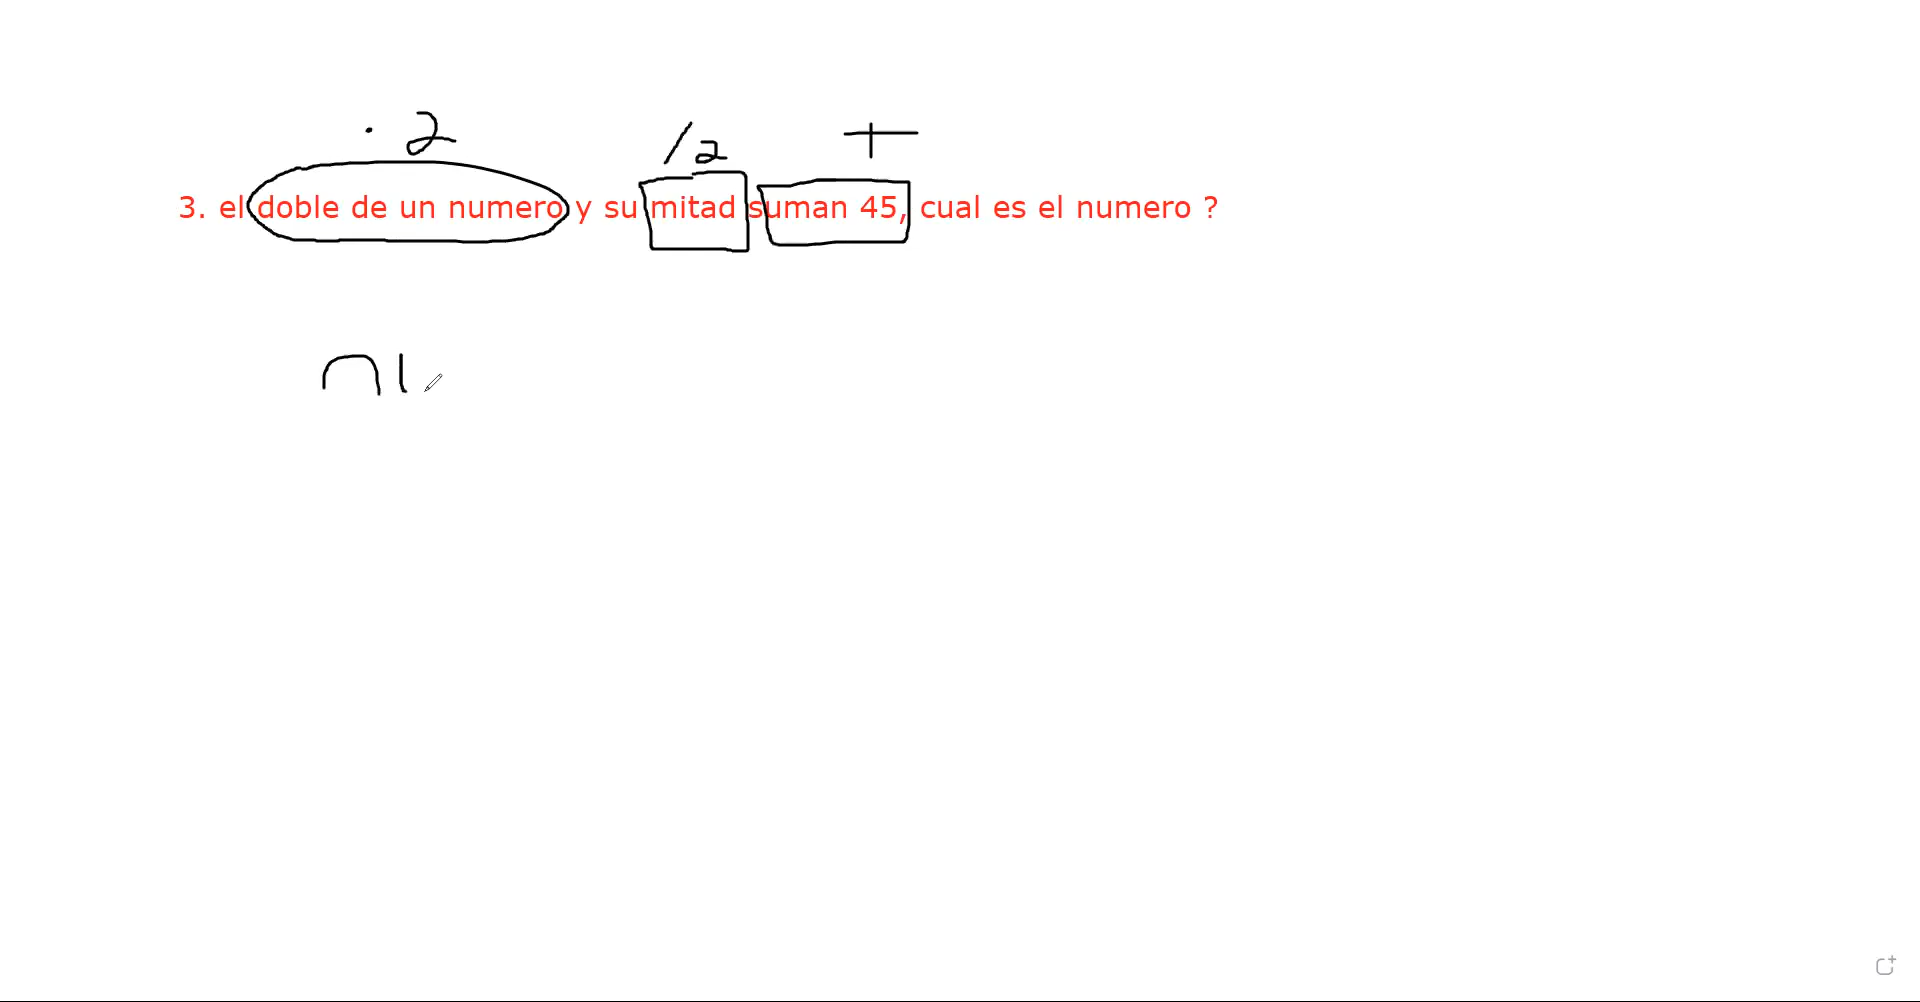 · 2 /2 +
3. el doble de un numero y su mitad suman 45, cual es el numero ?